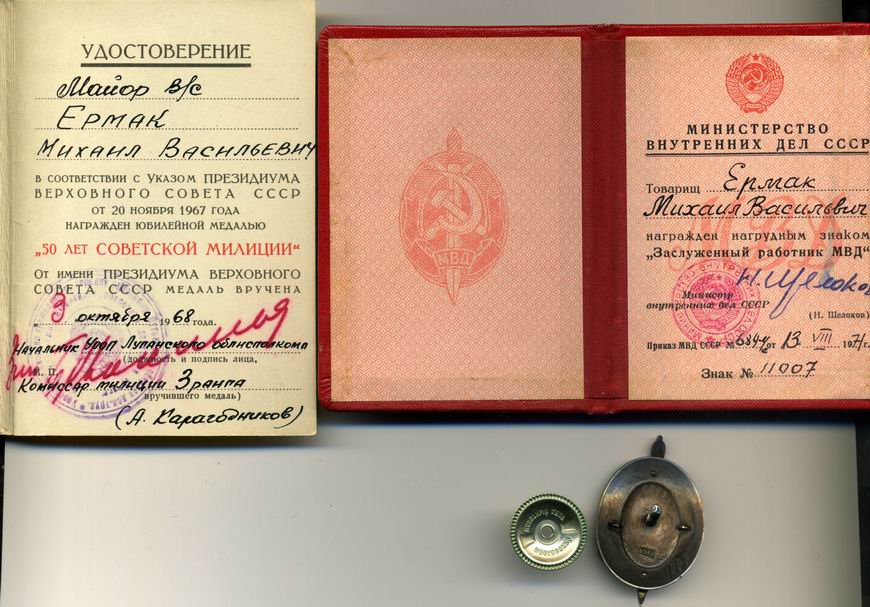 УДОСТОВЕРЕНИЕ
Майор в/с
Ермак
Михаил Васильевич
в соответствии с Указом ПРЕЗИДИУМА
ВЕРХОВНОГО СОВЕТА СССР
от 20 ноября 1967 года
награжден юбилейной медалью
„50 ЛЕТ СОВЕТСКОЙ МИЛИЦИИ“
От имени ПРЕЗИДИУМА ВЕРХОВНОГО
СОВЕТА СССР медаль вручена
3 октября 1968 года.
Начальник УООП Луганского облисполкома
М. П. (должность и подпись лица,
Комиссар милиции 3 ранга
вручившего медаль)
(А. Карагодников)
МВД
МИНИСТЕРСТВО
ВНУТРЕННИХ ДЕЛ СССР
Товарищ Ермак
Михаил Васильвич
награжден нагрудным знаком
„Заслуженный работник МВД“
Министр
внутренних дел СССР
Н. Щелоков
(Н. Щелоков)
Приказ МВД СССР № от 13 VIII 1971 г.
Знак № 11007